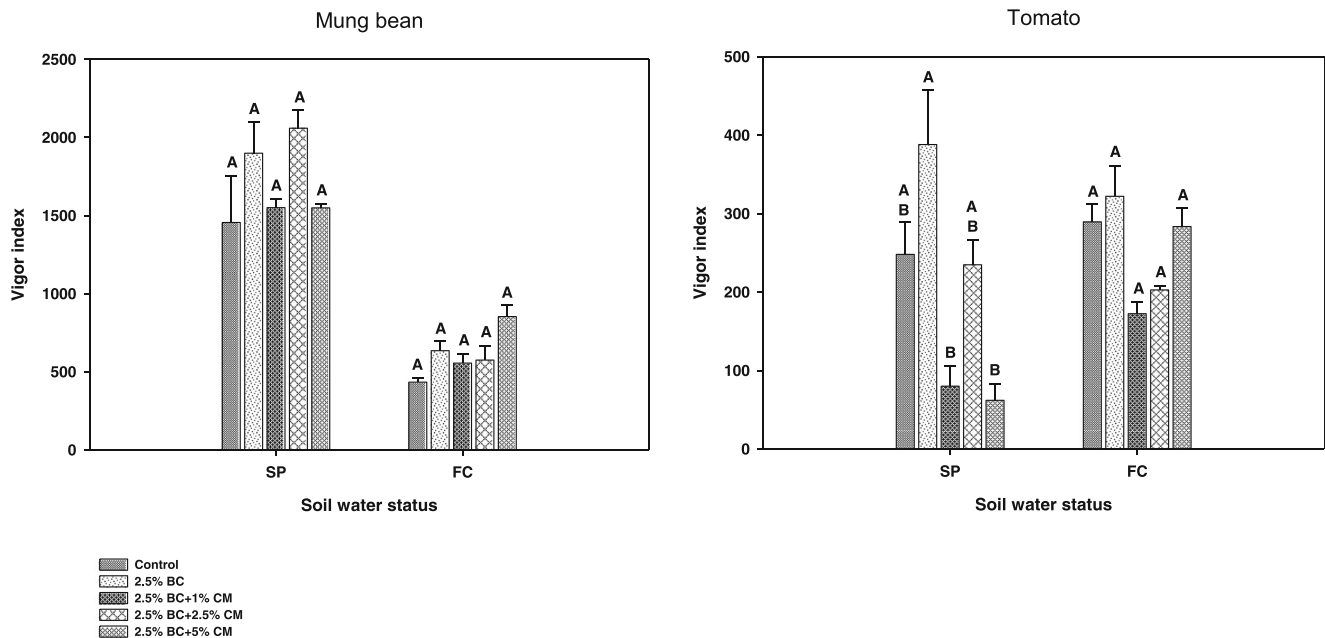 Mung bean
2500
2000
1500
1000
500
0
Vigor index
A
A
A
A
A
A
A
A
A
A
SP
FC
Soil water status
Tomato
500
400
300
200
100
0
Vigor index
A
B
A
B
A
B
B
A
A
A
A
A
SP
FC
Soil water status
Control
2.5% BC
2.5% BC+1% CM
2.5% BC+2.5% CM
2.5% BC+5% CM